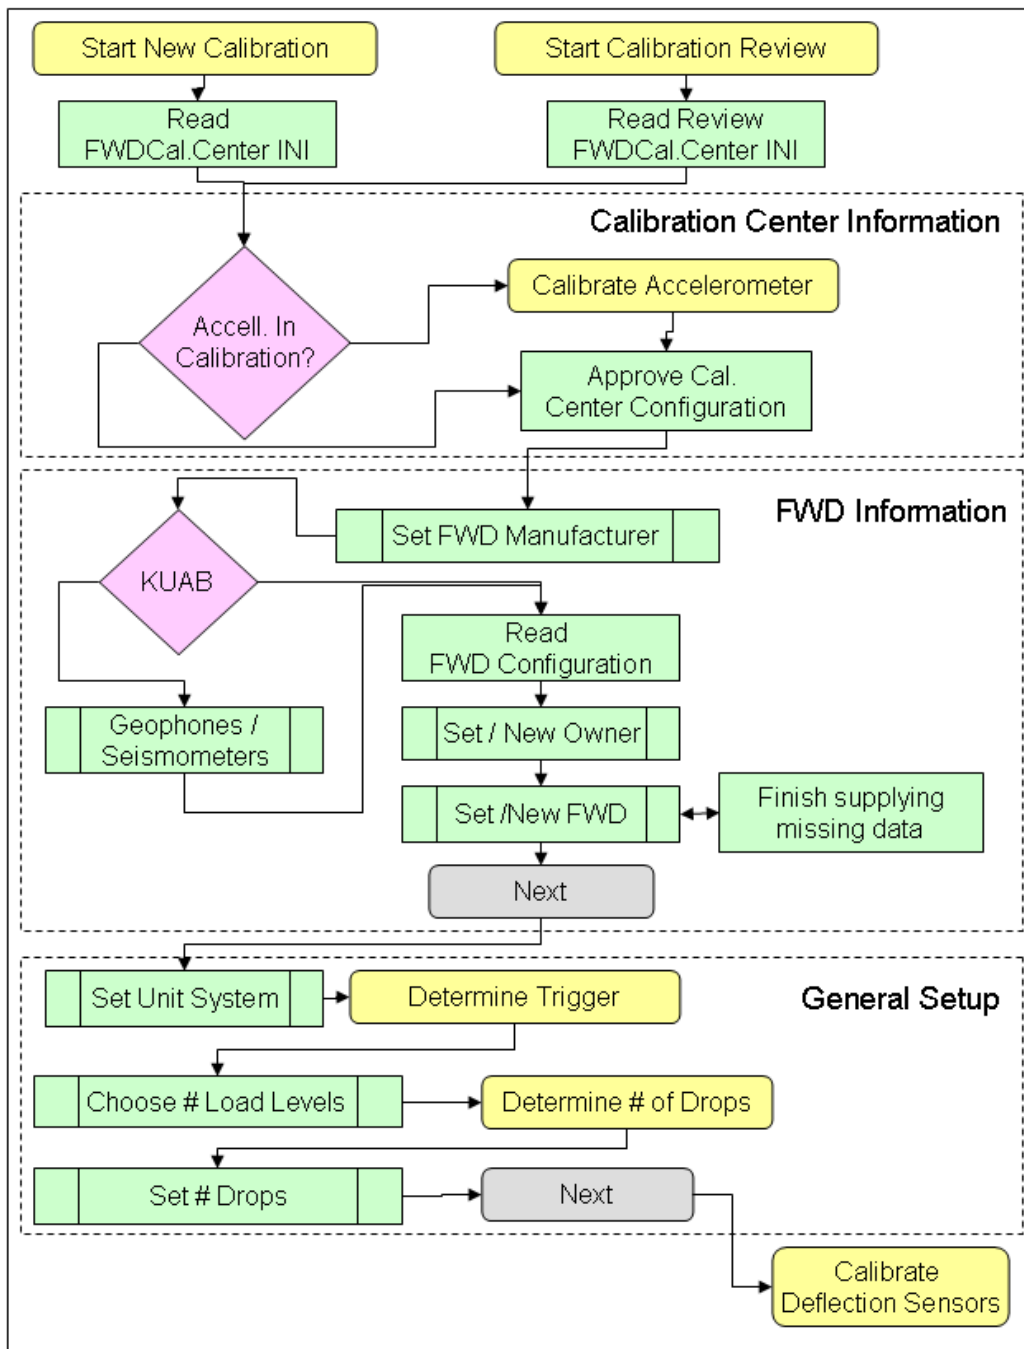 Start New Calibration
Start Calibration Review
Read
FWDCal.Center INI
Read Review
FWDCal.Center INI
Calibration Center Information
Calibrate Accelerometer
Accell. In
Calibration?
Approve Cal.
Center Configuration
FWD Information
Set FWD Manufacturer
KUAB
Read
FWD Configuration
Geophones /
Seismometers
Set / New Owner
Set /New FWD
Finish supplying
missing data
Next
General Setup
Set Unit System
Determine Trigger
Choose # Load Levels
Determine # of Drops
Set # Drops
Next
Calibrate
Deflection Sensors